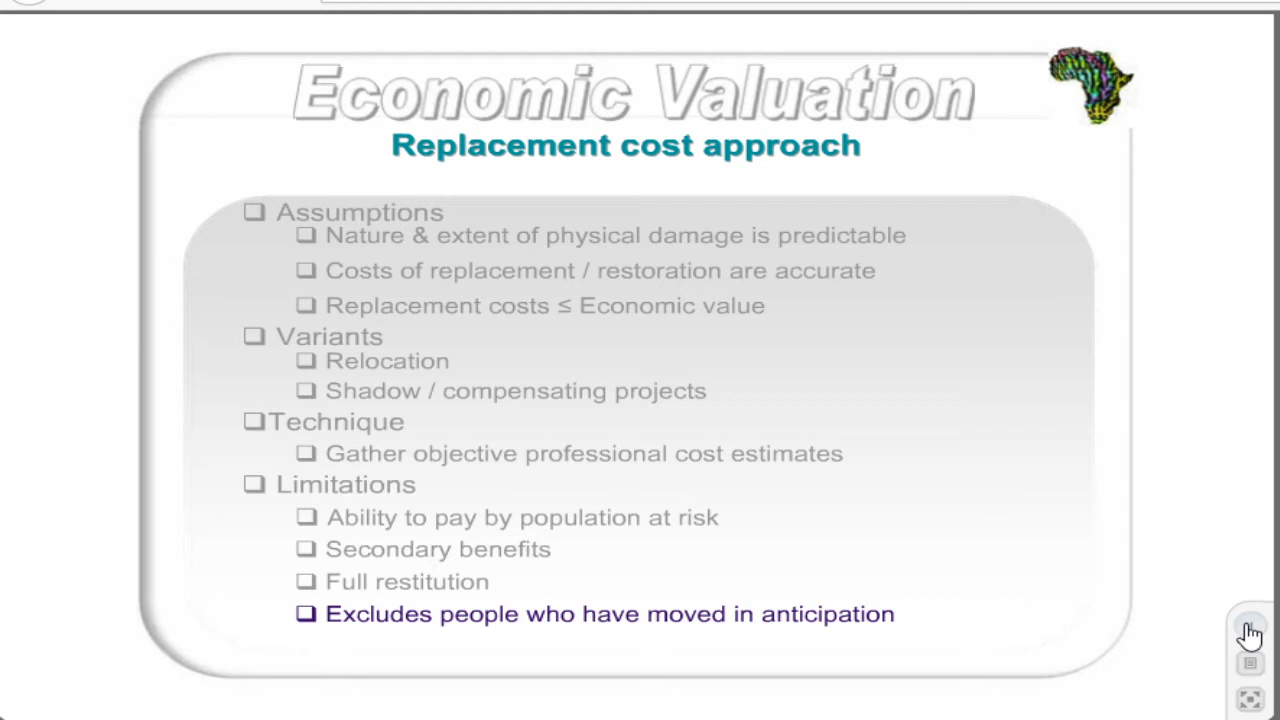 Economic Valuation
Replacement cost approach
❑ Assumptions
❑ Nature & extent of physical damage is predictable
❑ Costs of replacement / restoration are accurate
❑ Replacement costs ≤ Economic value
❑ Variants
❑ Relocation
❑ Shadow / compensating projects
❑Technique
❑ Gather objective professional cost estimates
❑ Limitations
❑ Ability to pay by population at risk
❑ Secondary benefits
❑ Full restitution
❑ Excludes people who have moved in anticipation